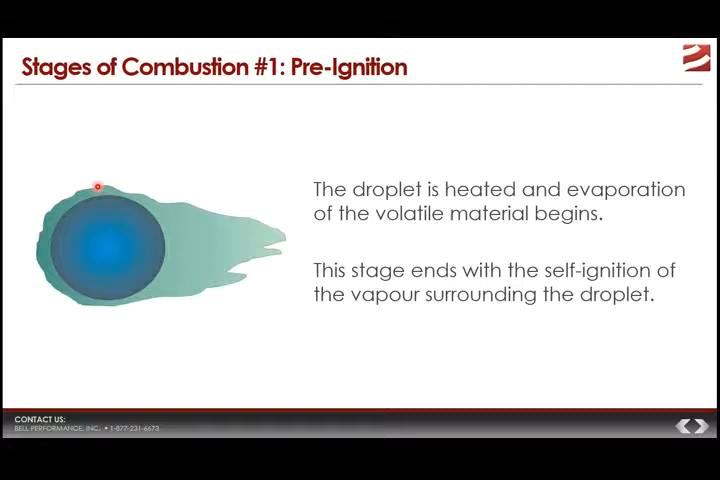 Stages of Combustion #1: Pre-Ignition
The droplet is heated and evaporation
of the volatile material begins.
This stage ends with the self-ignition of
the vapour surrounding the droplet.
CONTACT US:
BELL PERFORMANCE, INC. • 1-877-231-6673